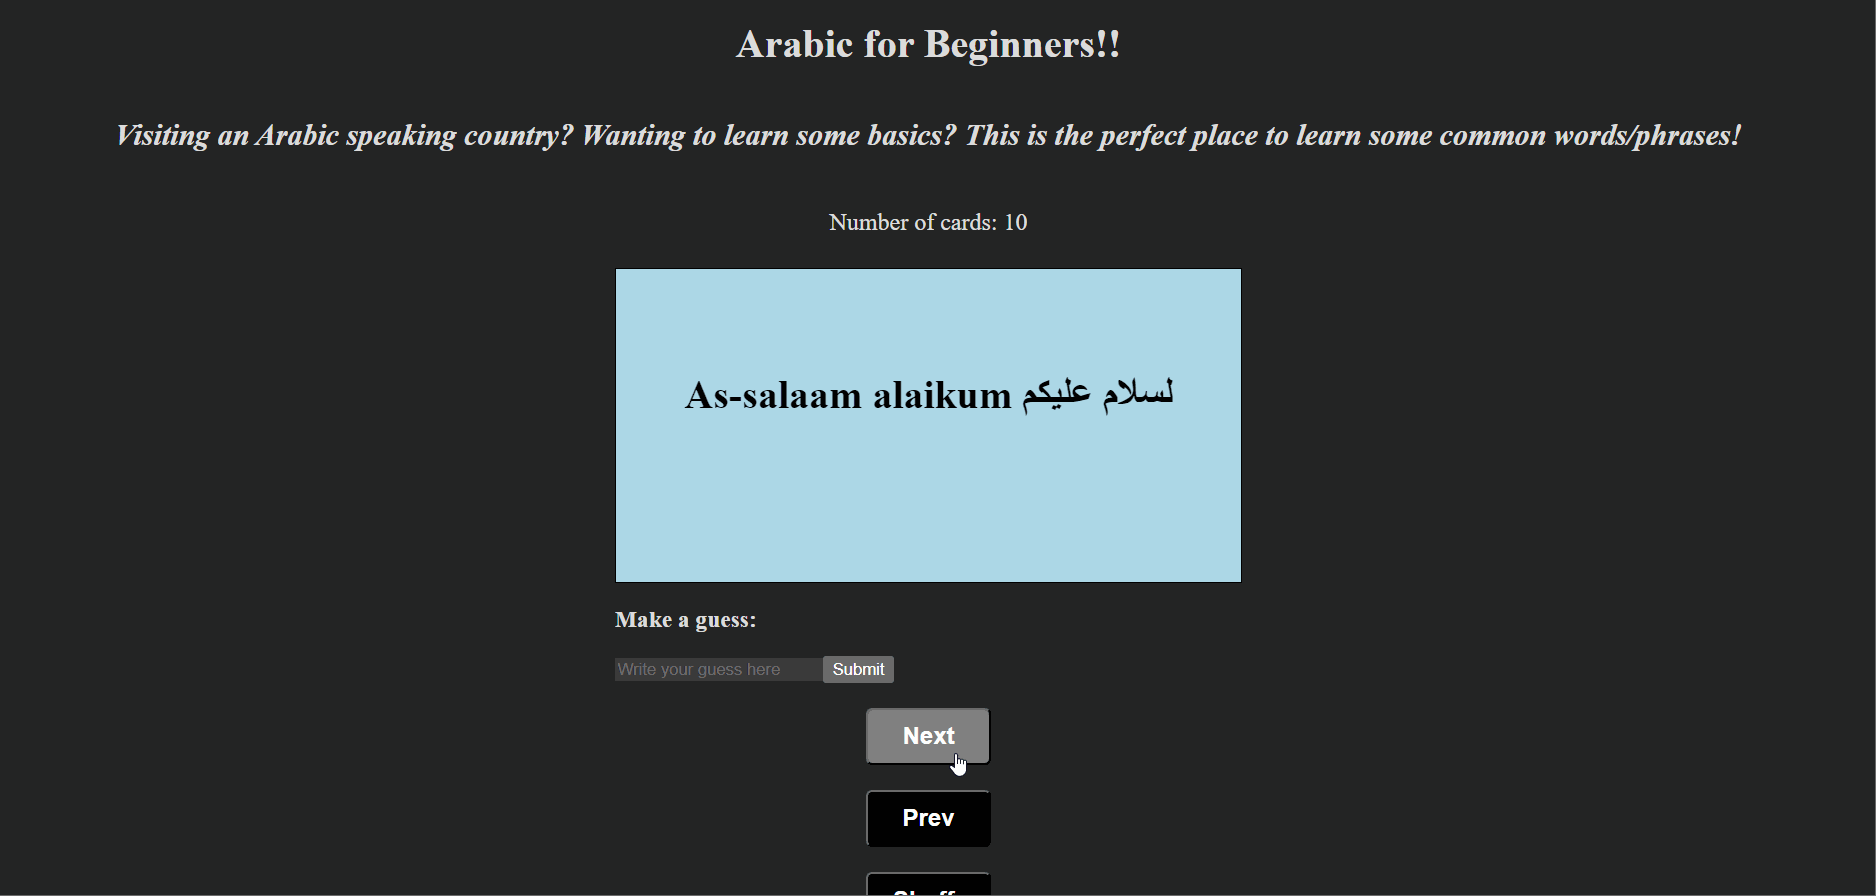 Arabic for Beginners!!
Visiting an Arabic speaking country? Wanting to learn some basics? This is the perfect place to learn some common words/phrases!
Number of cards: 10
As-salaam alaikum لسلام عليكم
Make a guess:
Write your guess here Submit
Next
Prev